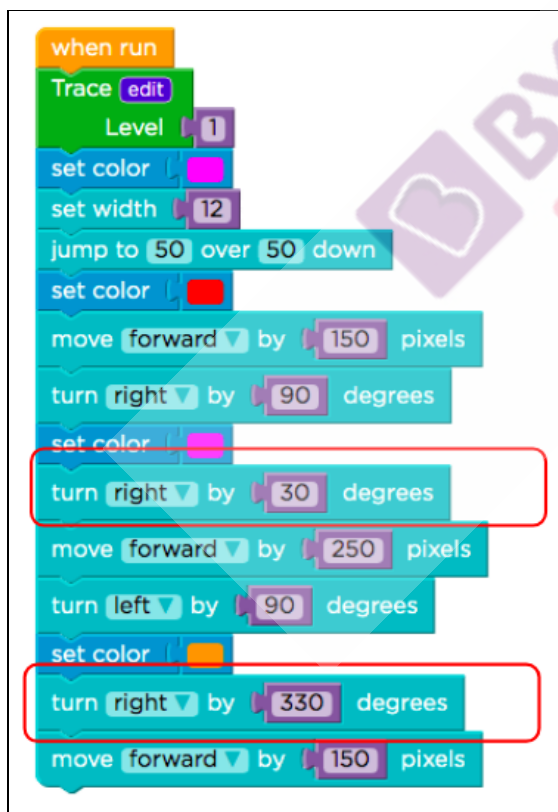 when run
Trace edit
Level 1
set color
set width 12
jump to 50 over 50 down
set color
move forward by 150 pixels
turn right by 90 degrees
set color
turn right by 30 degrees
move forward by 250 pixels
turn left by 90 degrees
set color
turn right by 330 degrees
move forward by 150 pixels